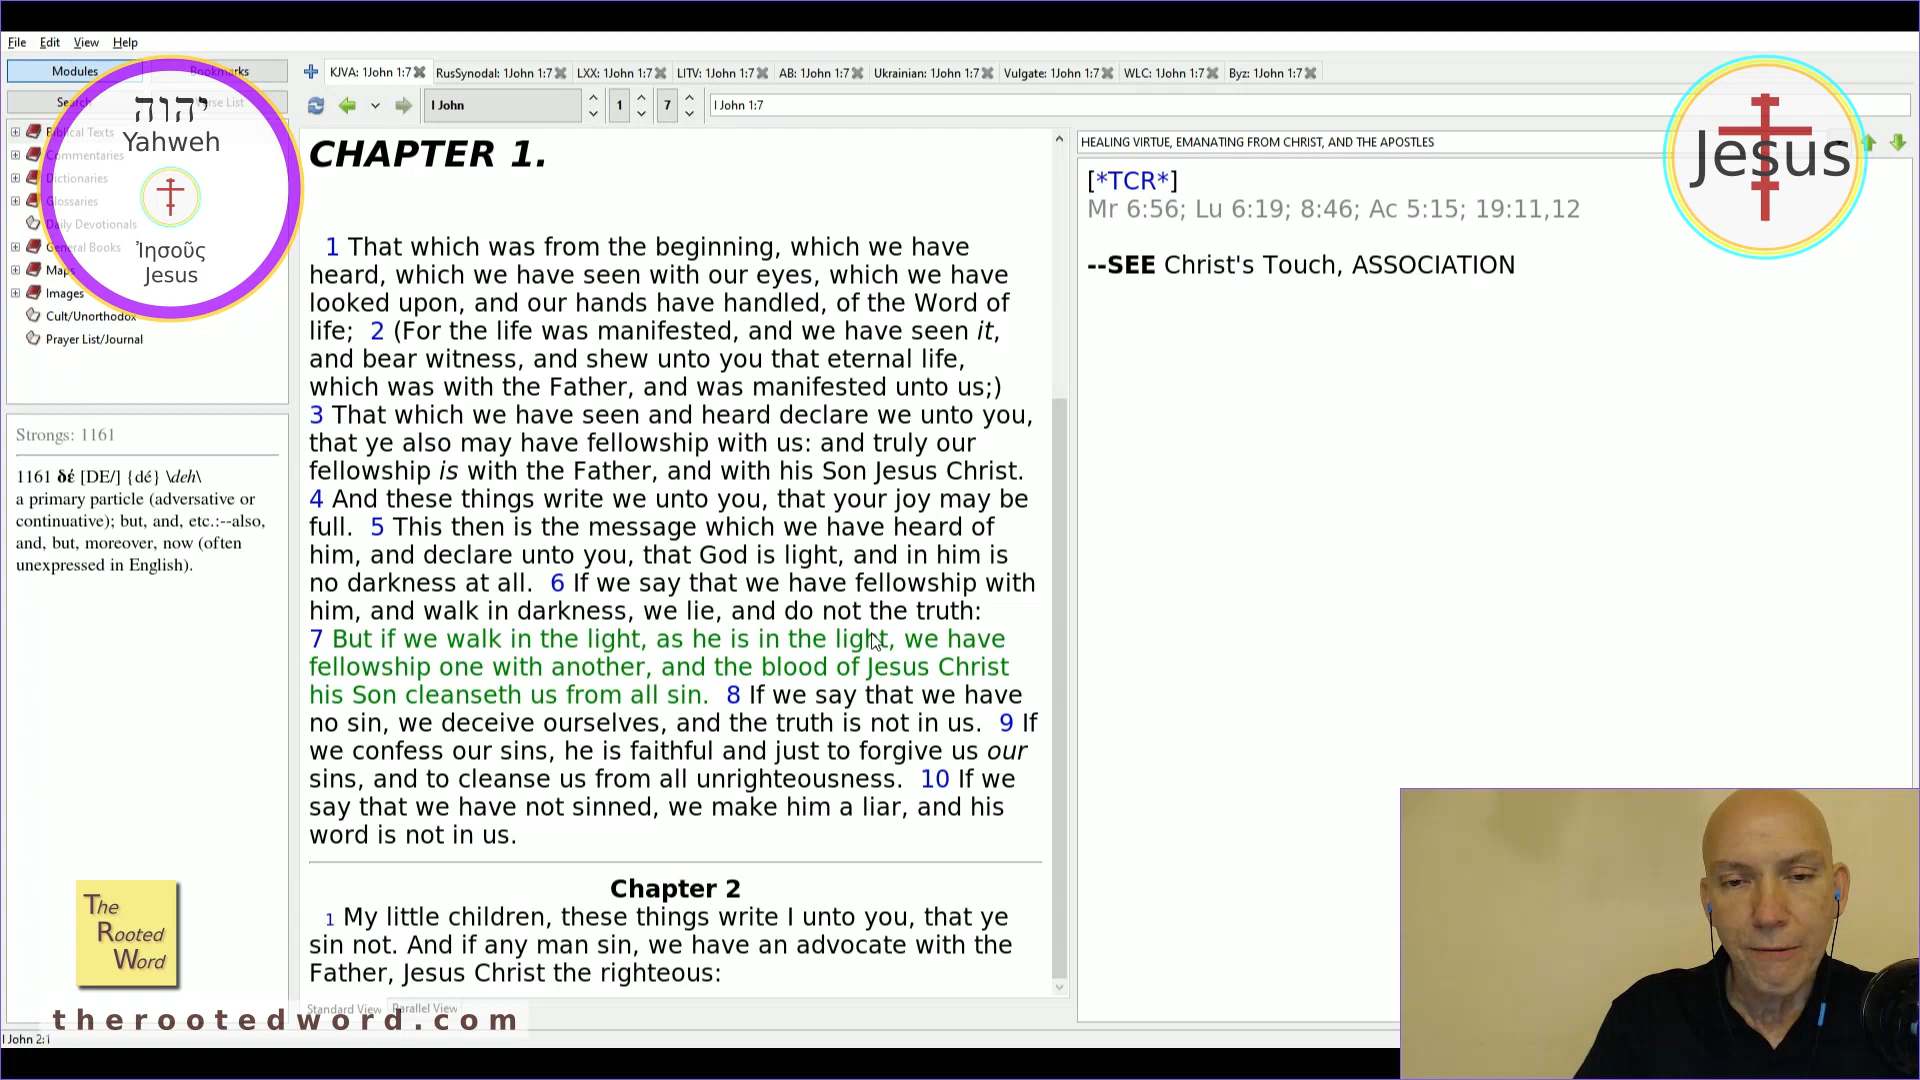 File Edit View Help
Modules Bookmarks
Search Verse List
Biblical Texts
Commentaries
Dictionaries
Glossaries
Daily Devotionals
General Books
Maps
Images
Cult/Unorthodox
Prayer List/Journal
יהוה
Yahweh
Ἰησοῦς
Jesus
Strongs: 1161
1161 δέ [DE/] {dé} \deh\
a primary particle (adversative or
continuative); but, and, etc.:--also,
and, but, moreover, now (often
unexpressed in English).
The
Rooted
Word
therootedword.com
I John 2:1
KJVA: 1John 1:7 RusSynodal: 1John 1:7 LXX: 1John 1:7 LITV: 1John 1:7 AB: 1John 1:7 Ukrainian: 1John 1:7 Vulgate: 1John 1:7 WLC: 1John 1:7 Byz: 1John 1:7
I John 1 7 I John 1:7
CHAPTER 1.
1 That which was from the beginning, which we have
heard, which we have seen with our eyes, which we have
looked upon, and our hands have handled, of the Word of
life; 2 (For the life was manifested, and we have seen it,
and bear witness, and shew unto you that eternal life,
which was with the Father, and was manifested unto us;)
3 That which we have seen and heard declare we unto you,
that ye also may have fellowship with us: and truly our
fellowship is with the Father, and with his Son Jesus Christ.
4 And these things write we unto you, that your joy may be
full. 5 This then is the message which we have heard of
him, and declare unto you, that God is light, and in him is
no darkness at all. 6 If we say that we have fellowship with
him, and walk in darkness, we lie, and do not the truth:
7 But if we walk in the light, as he is in the light, we have
fellowship one with another, and the blood of Jesus Christ
his Son cleanseth us from all sin. 8 If we say that we have
no sin, we deceive ourselves, and the truth is not in us. 9 If
we confess our sins, he is faithful and just to forgive us our
sins, and to cleanse us from all unrighteousness. 10 If we
say that we have not sinned, we make him a liar, and his
word is not in us.
Chapter 2
1 My little children, these things write I unto you, that ye
sin not. And if any man sin, we have an advocate with the
Father, Jesus Christ the righteous:
Standard View Parallel View
HEALING VIRTUE, EMANATING FROM CHRIST, AND THE APOSTLES
[*TCR*]
Mr 6:56; Lu 6:19; 8:46; Ac 5:15; 19:11,12
--SEE Christ's Touch, ASSOCIATION
Jesus